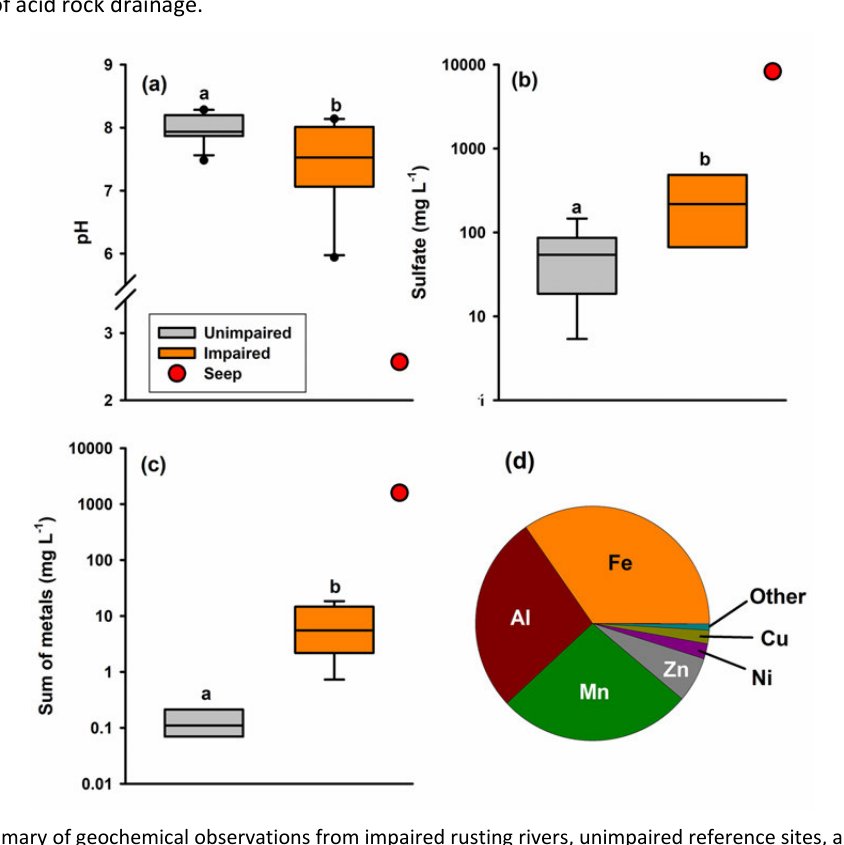 of acid rock drainage.
9
(a)
a
b
8
7
6
pH
3
2
Unimpaired
Impaired
Seep
10000
(b)
1000
b
a
100
10
Sulfate (mg L-1)
10000
(c)
1000
100
b
10
1
a
0.1
0.01
Sum of metals (mg L-1)
(d)
Fe
Al
Other
Cu
Zn
Ni
Mn
mary of geochemical observations from impaired rusting rivers, unimpaired reference sites, a